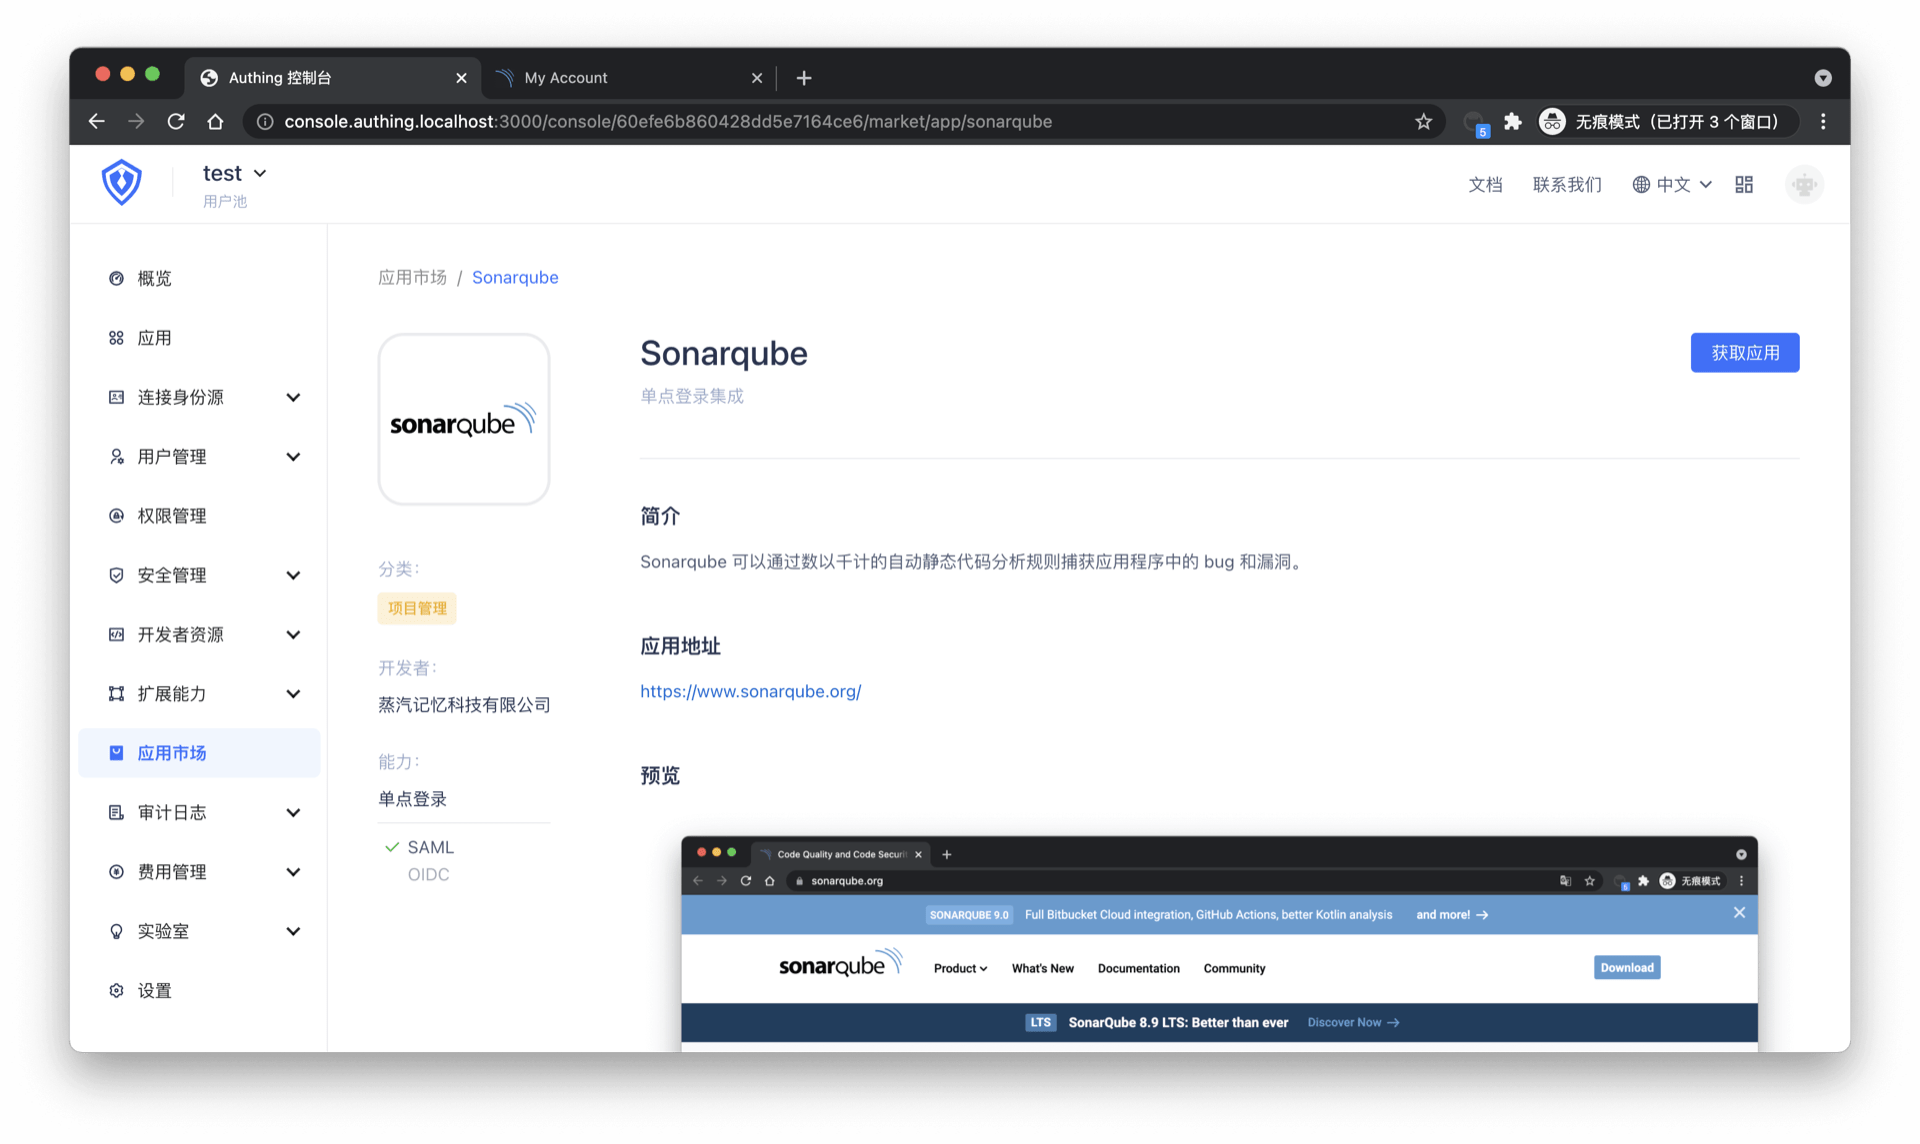 Authing 控制台
My Account
console.authing.localhost:3000/console/60efe6b860428dd5e7164ce6/market/app/sonarqube
5
无痕模式（已打开 3 个窗口）
test
用户池
文档
联系我们
中文
概览
应用
连接身份源
用户管理
权限管理
安全管理
开发者资源
扩展能力
应用市场
审计日志
费用管理
实验室
设置
应用市场 / Sonarqube
sonarqube
分类：
项目管理
开发者：
蒸汽记忆科技有限公司
能力：
单点登录
SAML
OIDC
Sonarqube
单点登录集成
获取应用
简介
Sonarqube 可以通过数以千计的自动静态代码分析规则捕获应用程序中的 bug 和漏洞。
应用地址
https://www.sonarqube.org/
预览
Code Quality and Code Securit
sonarqube.org
5
无痕模式
SONARQUBE 9.0 Full Bitbucket Cloud integration, GitHub Actions, better Kotlin analysis and more! →
sonarqube
Product
What's New
Documentation
Community
Download
LTS SonarQube 8.9 LTS: Better than ever Discover Now →